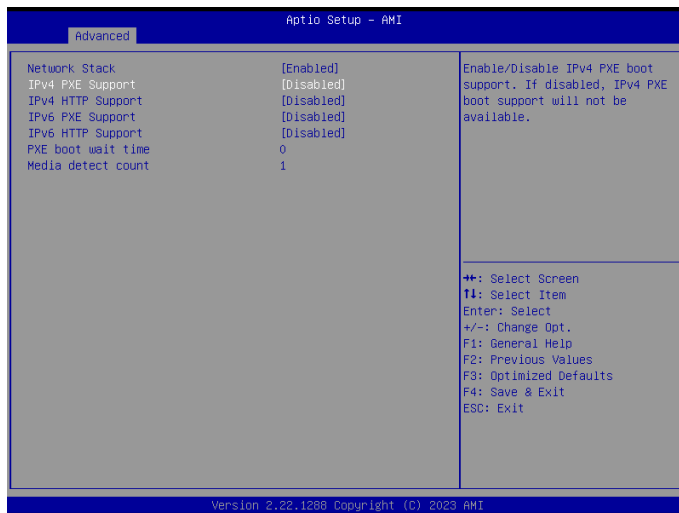 Aptio Setup – AMI
Advanced
Network Stack [Enabled]
IPv4 PXE Support [Disabled]
IPv4 HTTP Support [Disabled]
IPv6 PXE Support [Disabled]
IPv6 HTTP Support [Disabled]
PXE boot wait time 0
Media detect count 1
Enable/Disable IPv4 PXE boot
support. If disabled, IPv4 PXE
boot support will not be
available.
→←: Select Screen
↑↓: Select Item
Enter: Select
+/-: Change Opt.
F1: General Help
F2: Previous Values
F3: Optimized Defaults
F4: Save & Exit
ESC: Exit
Version 2.22.1288 Copyright (C) 2023 AMI